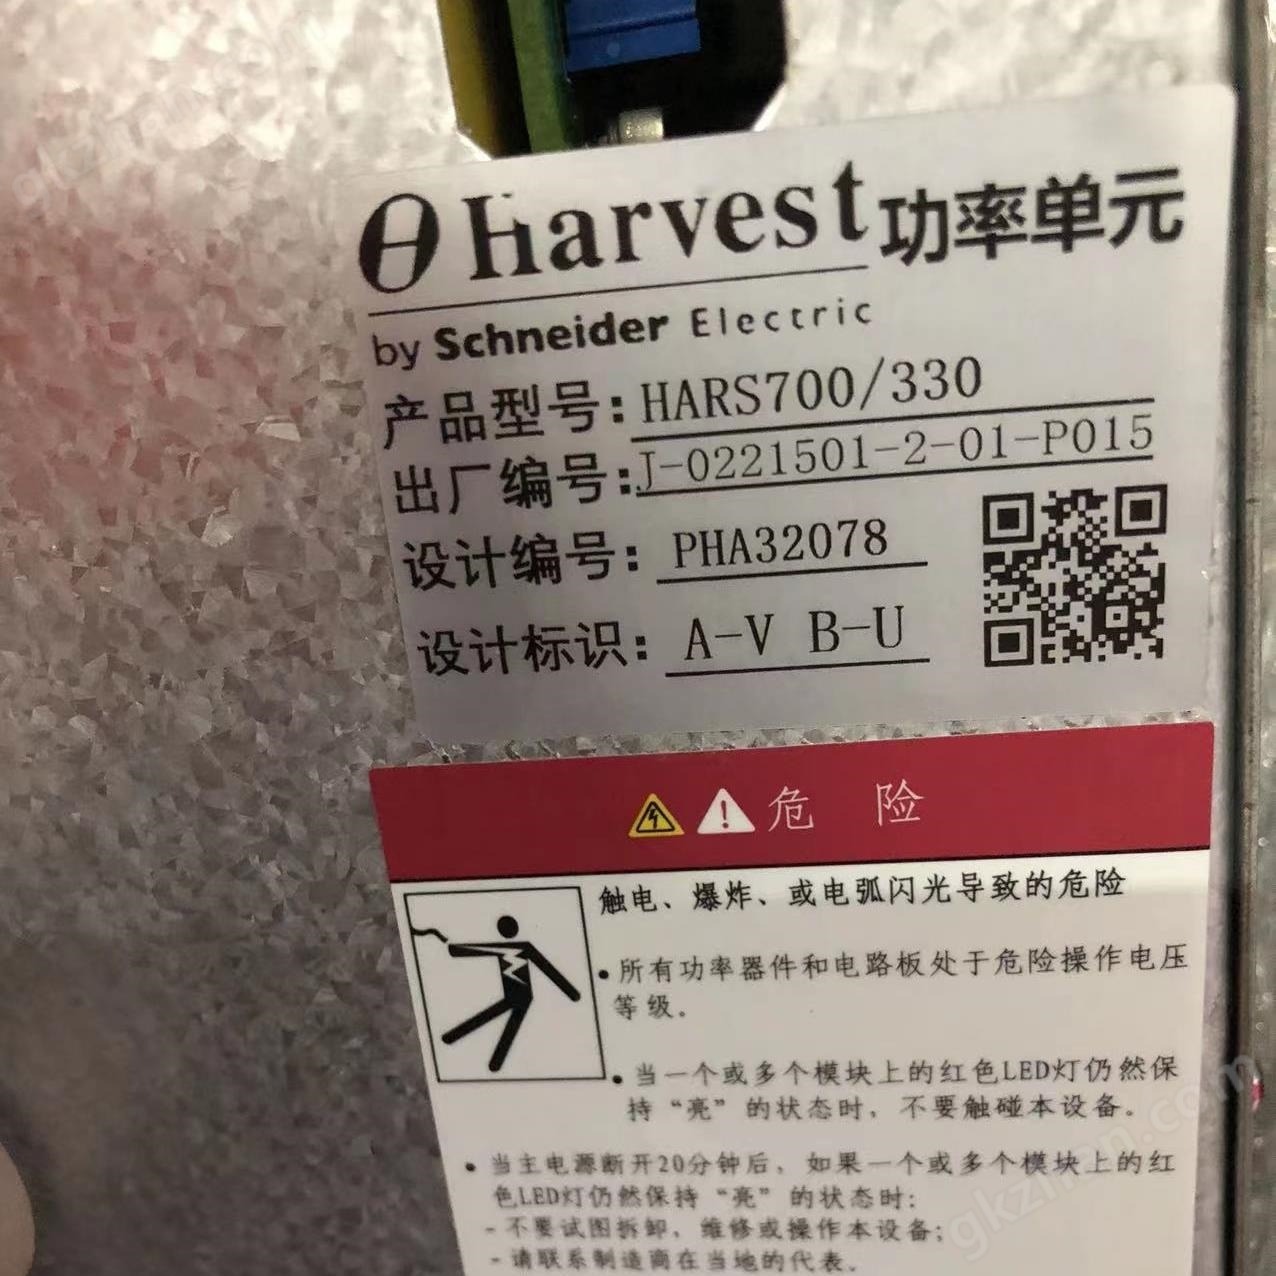 Harvest 功率单元
by Schneider Electric
产品型号: HARS700/330
出厂编号: J-0221501-2-01-P015
设计编号: PHA32078
设计标识: A-V B-U
危 险
触电、爆炸、或电弧闪光导致的危险
• 所有功率器件和电路板处于危险操作电压
等级。
• 当一个或多个模块上的红色LED灯仍然保
持“亮”的状态时, 不要触碰本设备。
• 当主电源断开20分钟后, 如果一个或多个模块上的红
色LED灯仍然保持“亮”的状态时:
- 不要试图拆卸, 维修或操作本设备;
- 请联系制造商在当地的代表.
gkzhan.com